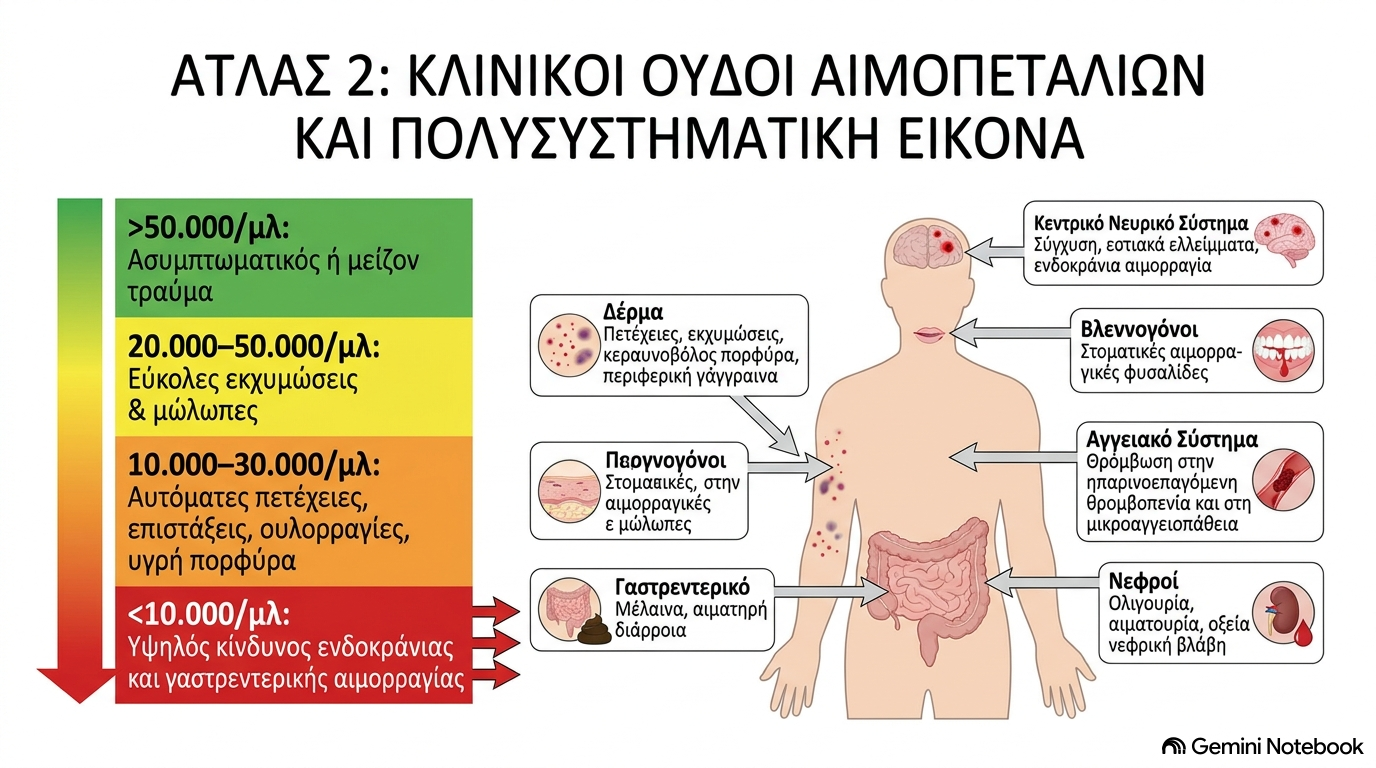 ΑΤΛΑΣ 2: ΚΛΙΝΙΚΟΙ ΟΥΔΟΙ ΑΙΜΟΠΕΤΑΛΙΩΝ
ΚΑΙ ΠΟΛΥΣΥΣΤΗΜΑΤΙΚΗ ΕΙΚΟΝΑ
>50.000/μλ:
Ασυμπτωματικός ή μείζον
τραύμα
20.000–50.000/μλ:
Εύκολες εκχυμώσεις
& μώλωπες
10.000–30.000/μλ:
Αυτόματες πετέχειες,
επιστάξεις, ουλορραγίες,
υγρή πορφύρα
<10.000/μλ:
Υψηλός κίνδυνος ενδοκράνιας
και γαστρεντερικής αιμορραγίας
Δέρμα
Πετέχειες, εκχυμώσεις,
κεραυνοβόλος πορφύρα,
περιφερική γάγγραινα
Περγνογόνοι
Στοματικές, στην
αιμορραγικές
ε μώλωπες
Γαστρεντερικό
Μέλαινα, αιματηρή
διάρροια
Κεντρικό Νευρικό Σύστημα
Σύγχυση, εστιακά ελλείμματα,
ενδοκράνια αιμορραγία
Βλεννογόνοι
Στοματικές αιμορρα-
γικές φυσαλίδες
Αγγειακό Σύστημα
Θρόμβωση στην
ηπαρινοεπαγόμενη
θρομβοπενία και στη
μικροαγγειοπάθεια
Νεφροί
Ολιγουρία,
αιματουρία, οξεία
νεφρική βλάβη
Gemini Notebook